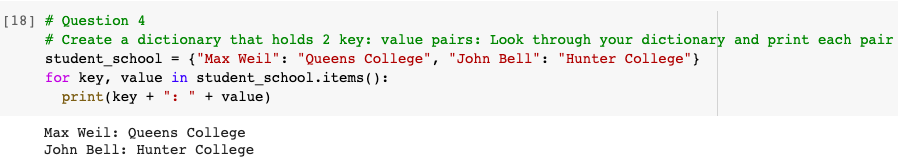 [18] # Question 4
# Create a dictionary that holds 2 key: value pairs: Look through your dictionary and print each pair
student_school = {"Max Weil": "Queens College", "John Bell": "Hunter College"}
for key, value in student_school.items():
  print(key + ": " + value)
Max Weil: Queens College
John Bell: Hunter College